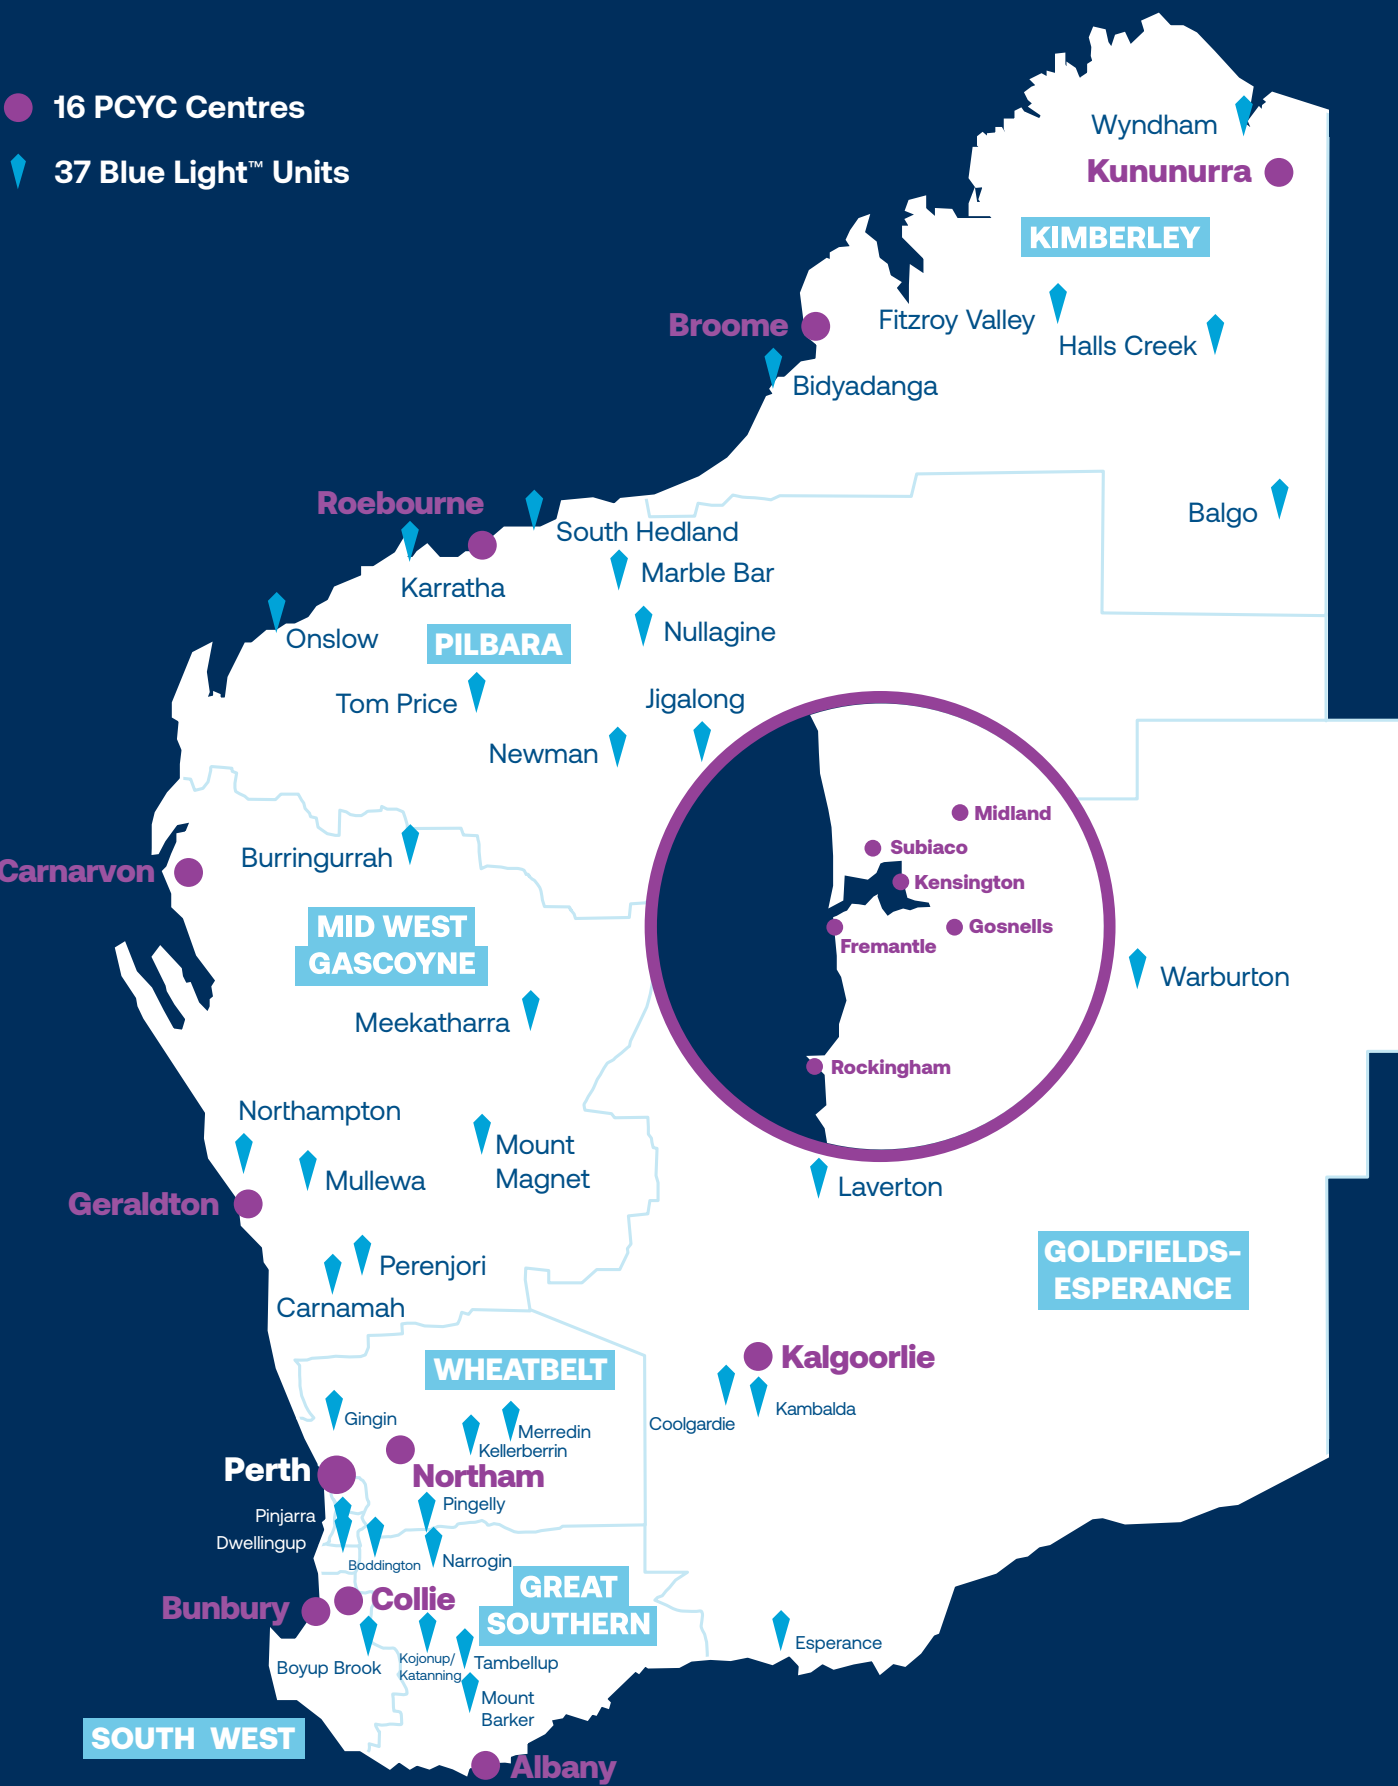 16 PCYC Centres
37 Blue Light™ Units
Wyndham
Kununurra
KIMBERLEY
Broome
Fitzroy Valley
Halls Creek
Bidyadanga
Roebourne
South Hedland
Balgo
Marble Bar
Karratha
Nullagine
Onslow
PILBARA
Tom Price
Jigalong
Newman
Midland
Subiaco
Burringurrah
Carnarvon
Kensington
MID WEST
GASCOYNE
Gosnells
Fremantle
Warburton
Meekatharra
Rockingham
Northampton
Mount
Magnet
Mullewa
Laverton
Geraldton
GOLDFIELDS-
ESPERANCE
Perenjori
Carnamah
Kalgoorlie
WHEATBELT
Kambalda
Coolgardie
Gingin
Merredin
Kellerberrin
Perth
Northam
Pingelly
Pinjarra
Dwellingup
Boddington
Narrogin
GREAT
SOUTHERN
Collie
Bunbury
Esperance
Boyup Brook
Kojonup/
Katanning
Tambellup
Mount
Barker
SOUTH WEST
Albany